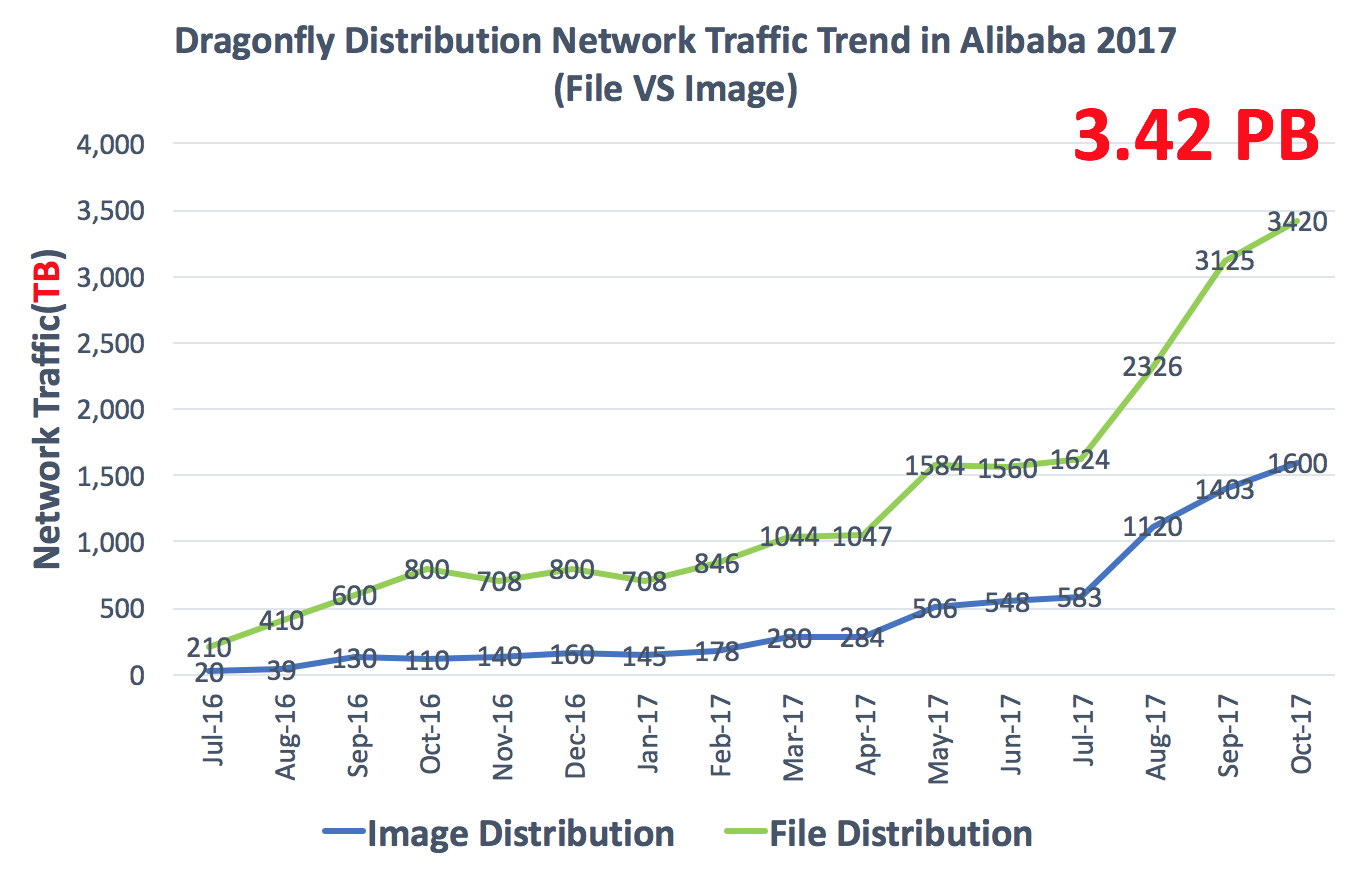 Dragonfly Distribution Network Traffic Trend in Alibaba 2017
(File VS Image)
3.42 PB
Network Traffic(TB)
4,000
3,500
3,000
2,500
2,000
1,500
1,000
500
0
210
410
600
800
708
800
708
846
1044
1047
1584
1560
1624
2326
3125
3420
20
39
130
110
140
160
145
178
280
284
506
548
583
1120
1403
1600
Jul-16
Aug-16
Sep-16
Oct-16
Nov-16
Dec-16
Jan-17
Feb-17
Mar-17
Apr-17
May-17
Jun-17
Jul-17
Aug-17
Sep-17
Oct-17
Image Distribution
File Distribution